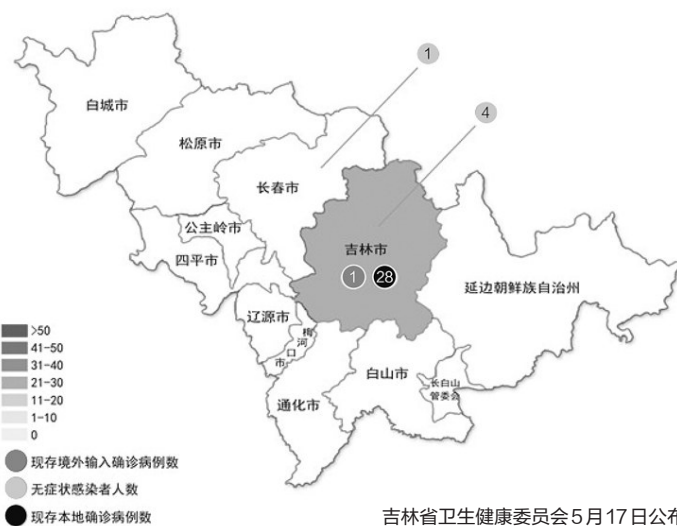 1
4
白城市
松原市
长春市
公主岭市
四平市
吉林市
1 28
延边朝鲜族自治州
辽源市
梅河口市
白山市
长白山
管委会
通化市
>50
41-50
31-40
21-30
11-20
1-10
0
现存境外输入确诊病例数
无症状感染者人数
现存本地确诊病例数
吉林省卫生健康委员会5月17日公布